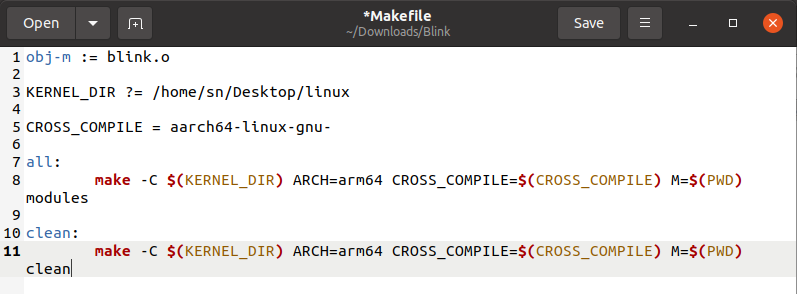 Open
*Makefile
~/Downloads/Blink
Save
1 obj-m := blink.o
2
3 KERNEL_DIR ?= /home/sn/Desktop/linux
4
5 CROSS_COMPILE = aarch64-linux-gnu-
6
7 all:
8 make -C $(KERNEL_DIR) ARCH=arm64 CROSS_COMPILE=$(CROSS_COMPILE) M=$(PWD)
modules
9
10 clean:
11 make -C $(KERNEL_DIR) ARCH=arm64 CROSS_COMPILE=$(CROSS_COMPILE) M=$(PWD)
clean